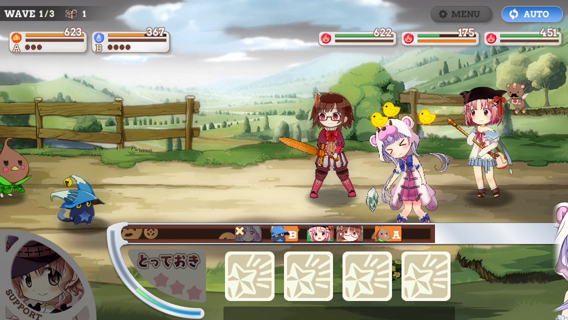 WAVE 1/3 1
MENU
AUTO
623
A
367
B
622
175
451
B
A
とっておき
SUPPORT